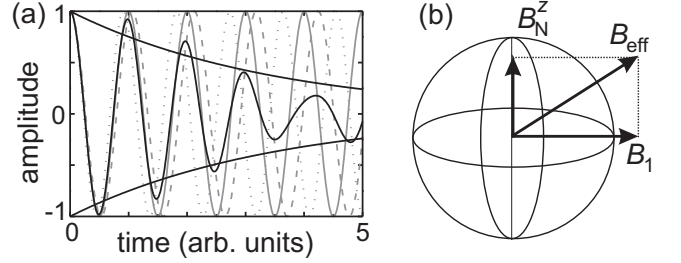 (a)
1
0
-1
amplitude
0
5
time (arb. units)
(b)
B_N^z
B_eff
B_1